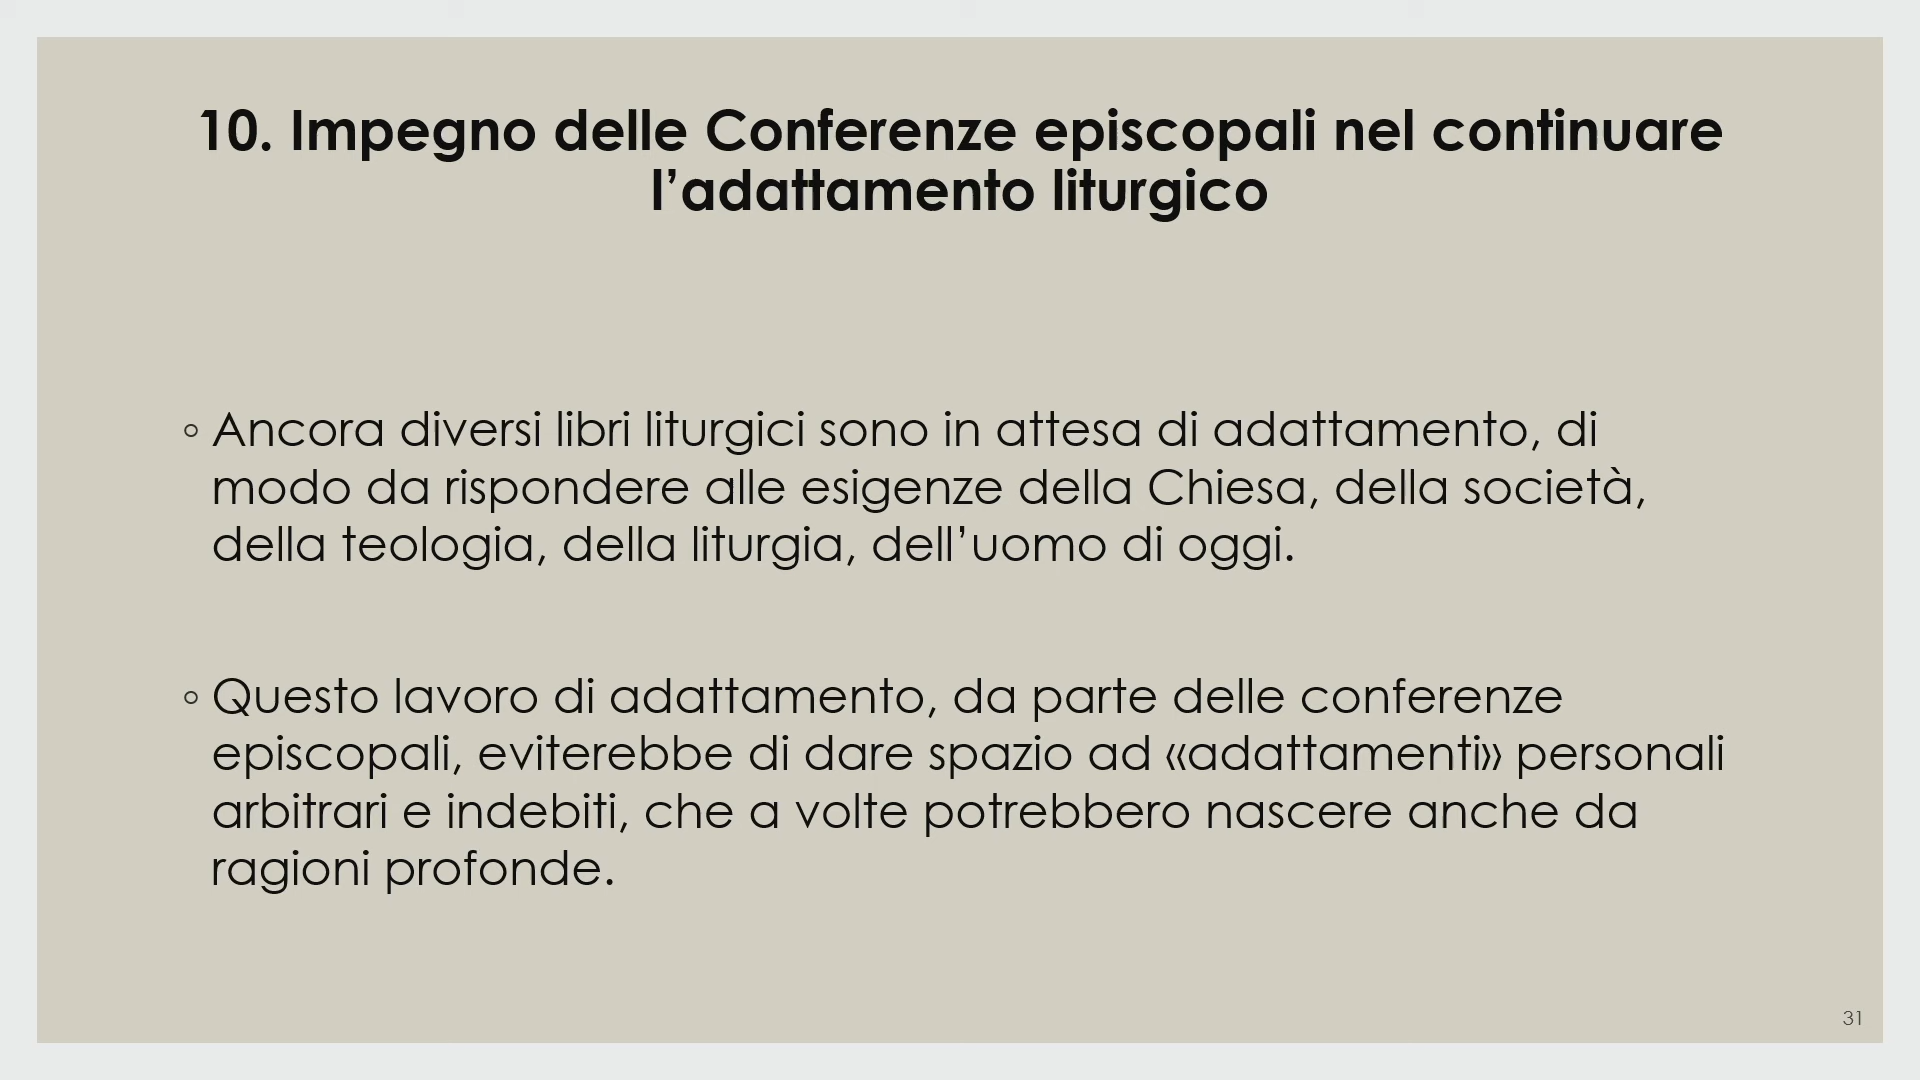 10. Impegno delle Conferenze episcopali nel continuare
l’adattamento liturgico
◦ Ancora diversi libri liturgici sono in attesa di adattamento, di
modo da rispondere alle esigenze della Chiesa, della società,
della teologia, della liturgia, dell’uomo di oggi.
◦ Questo lavoro di adattamento, da parte delle conferenze
episcopali, eviterebbe di dare spazio ad «adattamenti» personali
arbitrari e indebiti, che a volte potrebbero nascere anche da
ragioni profonde.
31